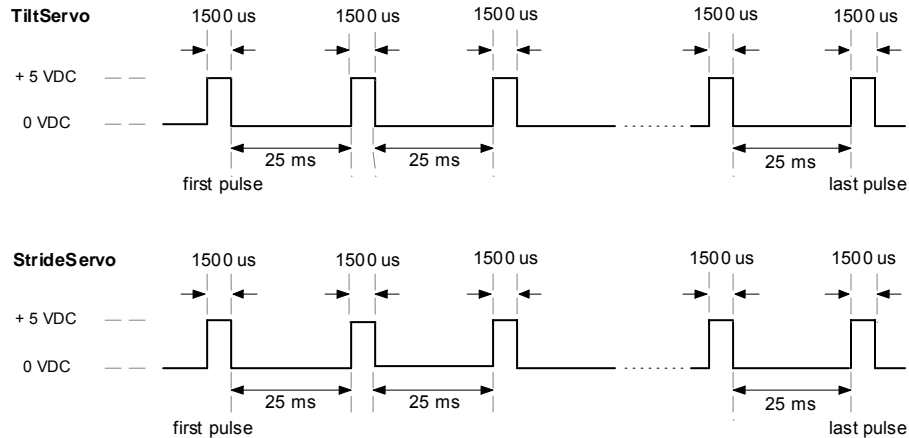 TiltServo 1500 us 1500 us 1500 us 1500 us 1500 us
+ 5 VDC
0 VDC
25 ms 25 ms 25 ms
first pulse last pulse
StrideServo 1500 us 1500 us 1500 us 1500 us 1500 us
+ 5 VDC
0 VDC
25 ms 25 ms 25 ms
first pulse last pulse